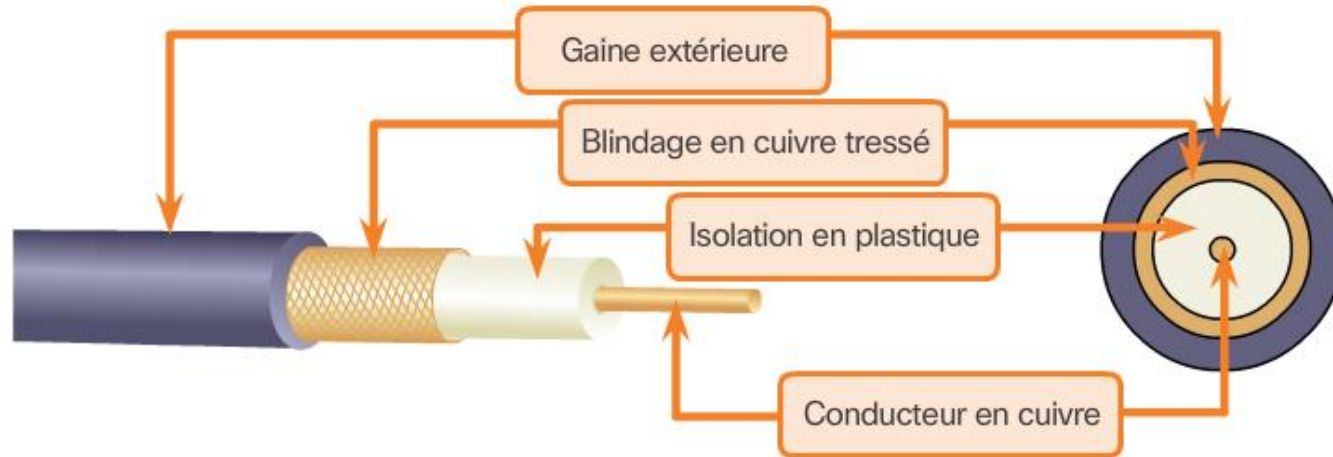 Gaine extérieure
Blindage en cuivre tressé
Isolation en plastique
Conducteur en cuivre